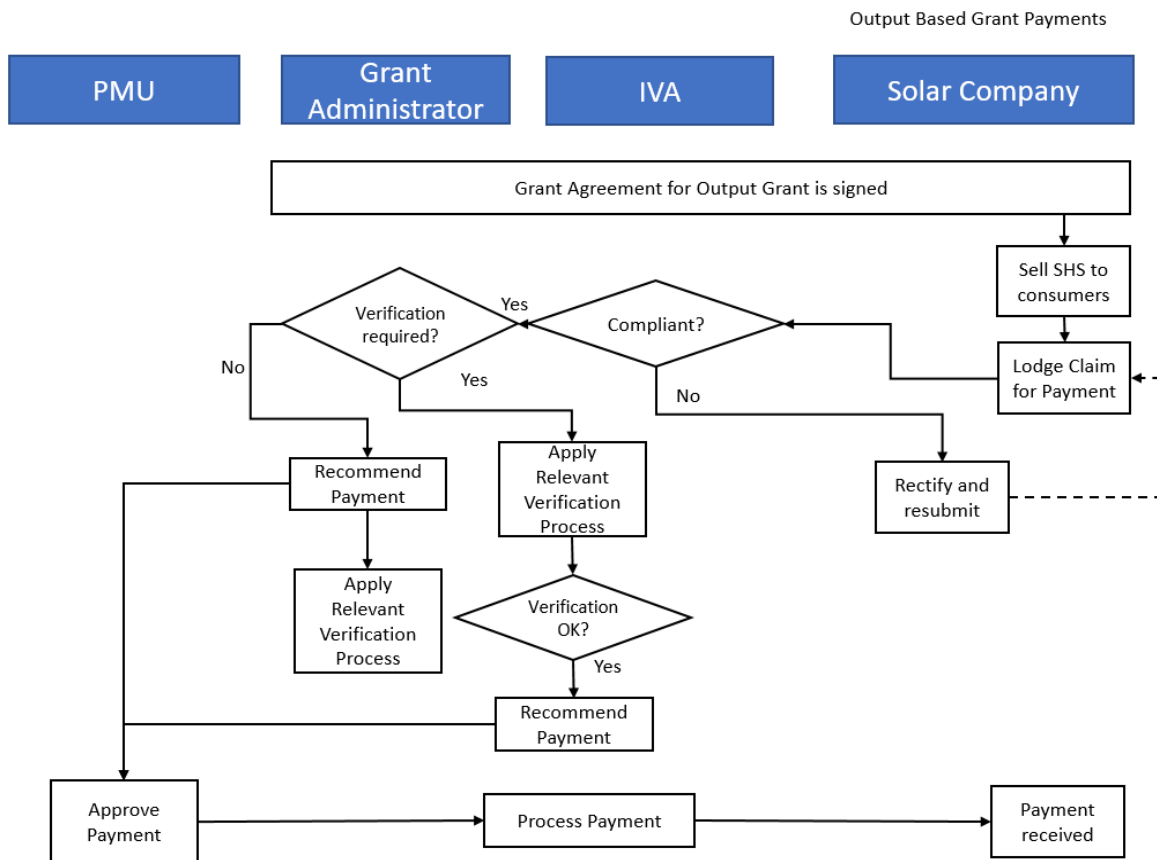 Output Based Grant Payments
PMU
Grant
Administrator
IVA
Solar Company
Grant Agreement for Output Grant is signed
Sell SHS to
consumers
Verification
required?
Yes
Compliant?
No
Yes
No
Lodge Claim
for Payment
Recommend
Payment
Apply
Relevant
Verification
Process
Rectify and
resubmit
Apply
Relevant
Verification
Process
Verification
OK?
Yes
Recommend
Payment
Approve
Payment
Process Payment
Payment
received